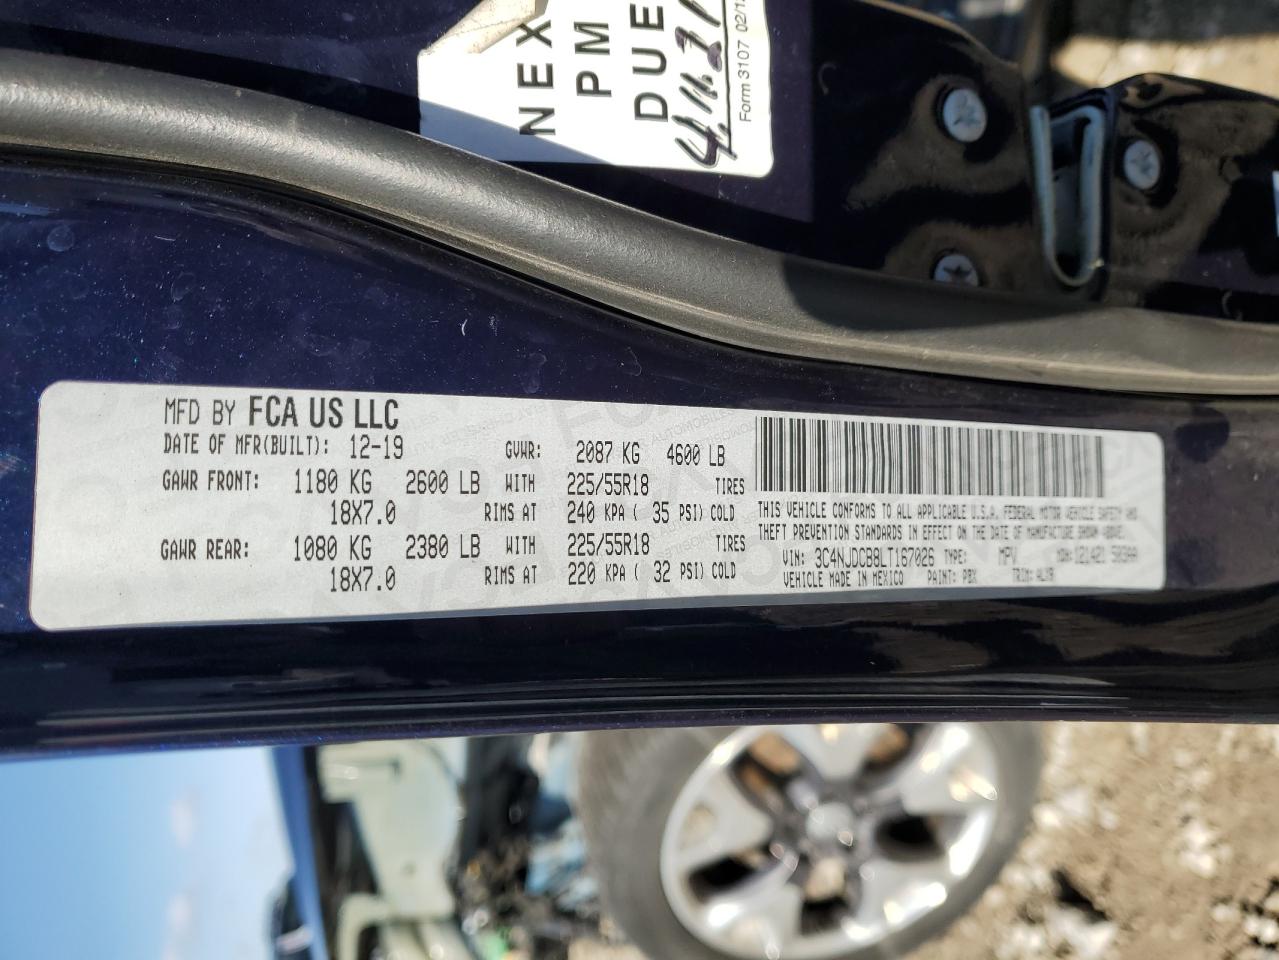 NEX
PM
DUE
Form 3107 02/1
MFD BY FCA US LLC
DATE OF MFR(BUILT): 12-19 GVWR: 2087 KG 4600 LB
GAWR FRONT: 1180 KG 2600 LB WITH 225/55R18 TIRES
18X7.0 RIMS AT 240 KPA ( 35 PSI) COLD
GAWR REAR: 1080 KG 2380 LB WITH 225/55R18 TIRES
18X7.0 RIMS AT 220 KPA ( 32 PSI) COLD
THIS VEHICLE CONFORMS TO ALL APPLICABLE U.S.A. FEDERAL MOTOR VEHICLE SAFETY AND
THEFT PREVENTION STANDARDS IN EFFECT ON THE DATE OF MANUFACTURE SHOWN ABOVE.
VIN: 3C4NJDCB8LT167026 TYPE: MPV
VEHICLE MADE IN MEXICO PAINT: PBX TRIM: